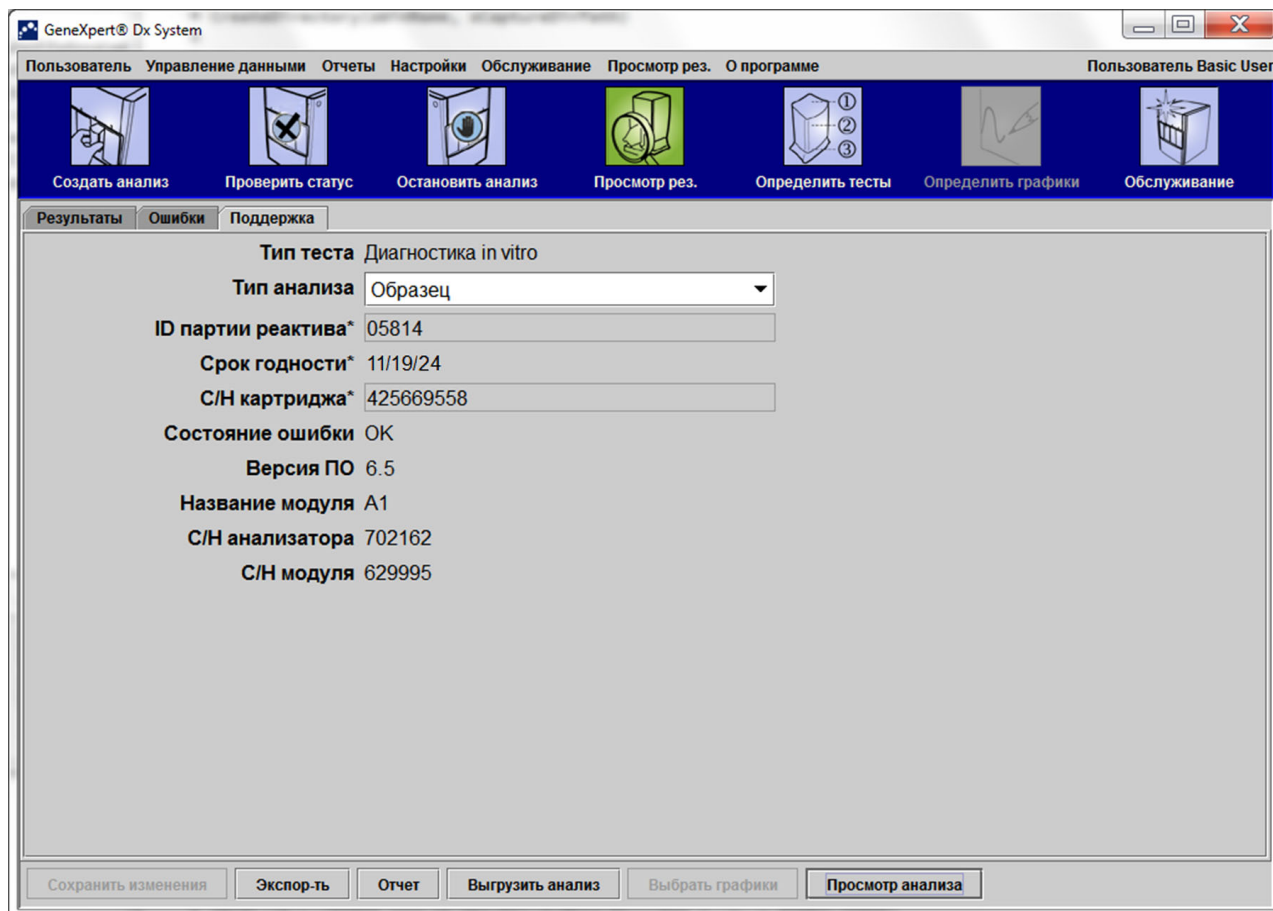 GeneXpert® Dx System
Пользователь Управление данными Отчеты Настройки Обслуживание Просмотр рез. О программе Пользователь Basic User
① ② ③
Создать анализ Проверить статус Остановить анализ Просмотр рез. Определить тесты Определить графики Обслуживание
Результаты Ошибки Поддержка
Тип теста Диагностика in vitro
Тип анализа Образец
ID партии реактива* 05814
Срок годности* 11/19/24
С/Н картриджа* 425669558
Состояние ошибки OK
Версия ПО 6.5
Название модуля A1
С/Н анализатора 702162
С/Н модуля 629995
Сохранить изменения Экспор-ть Отчет Выгрузить анализ Выбрать графики Просмотр анализа